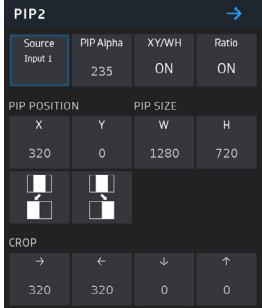 PIP2 →
Source PIP Alpha XY/WH Ratio
Input 1 235 ON ON
PIP POSITION PIP SIZE
X Y W H
320 0 1280 720
CROP
→ ← ↓ ↑
320 320 0 0